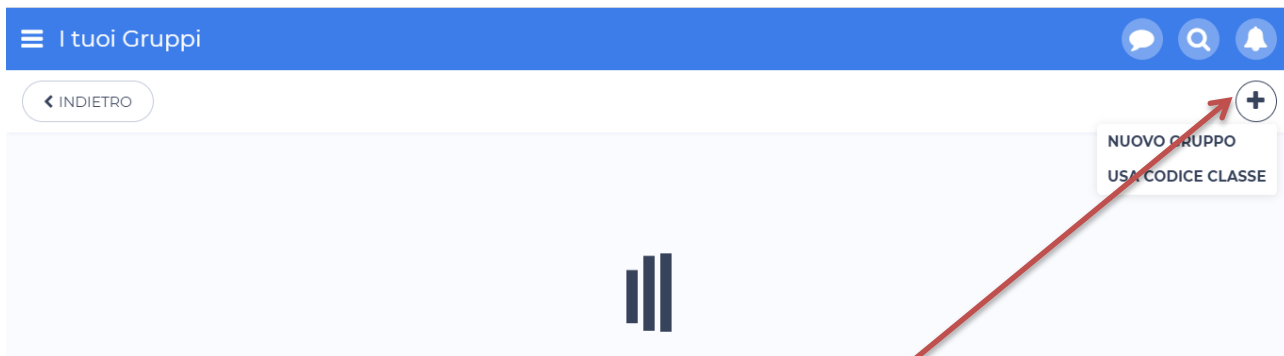 I tuoi Gruppi
INDIETRO
NUOVO GRUPPO
USA CODICE CLASSE